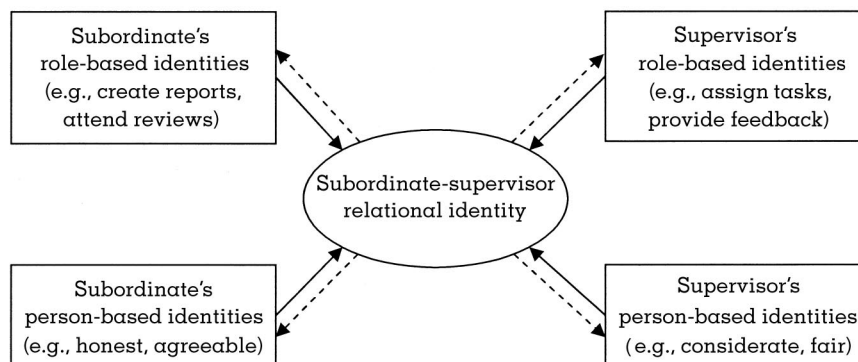 Subordinate's
role-based identities
(e.g., create reports,
attend reviews)
Supervisor's
role-based identities
(e.g., assign tasks,
provide feedback)
Subordinate-supervisor
relational identity
Subordinate's
person-based identities
(e.g., honest, agreeable)
Supervisor's
person-based identities
(e.g., considerate, fair)